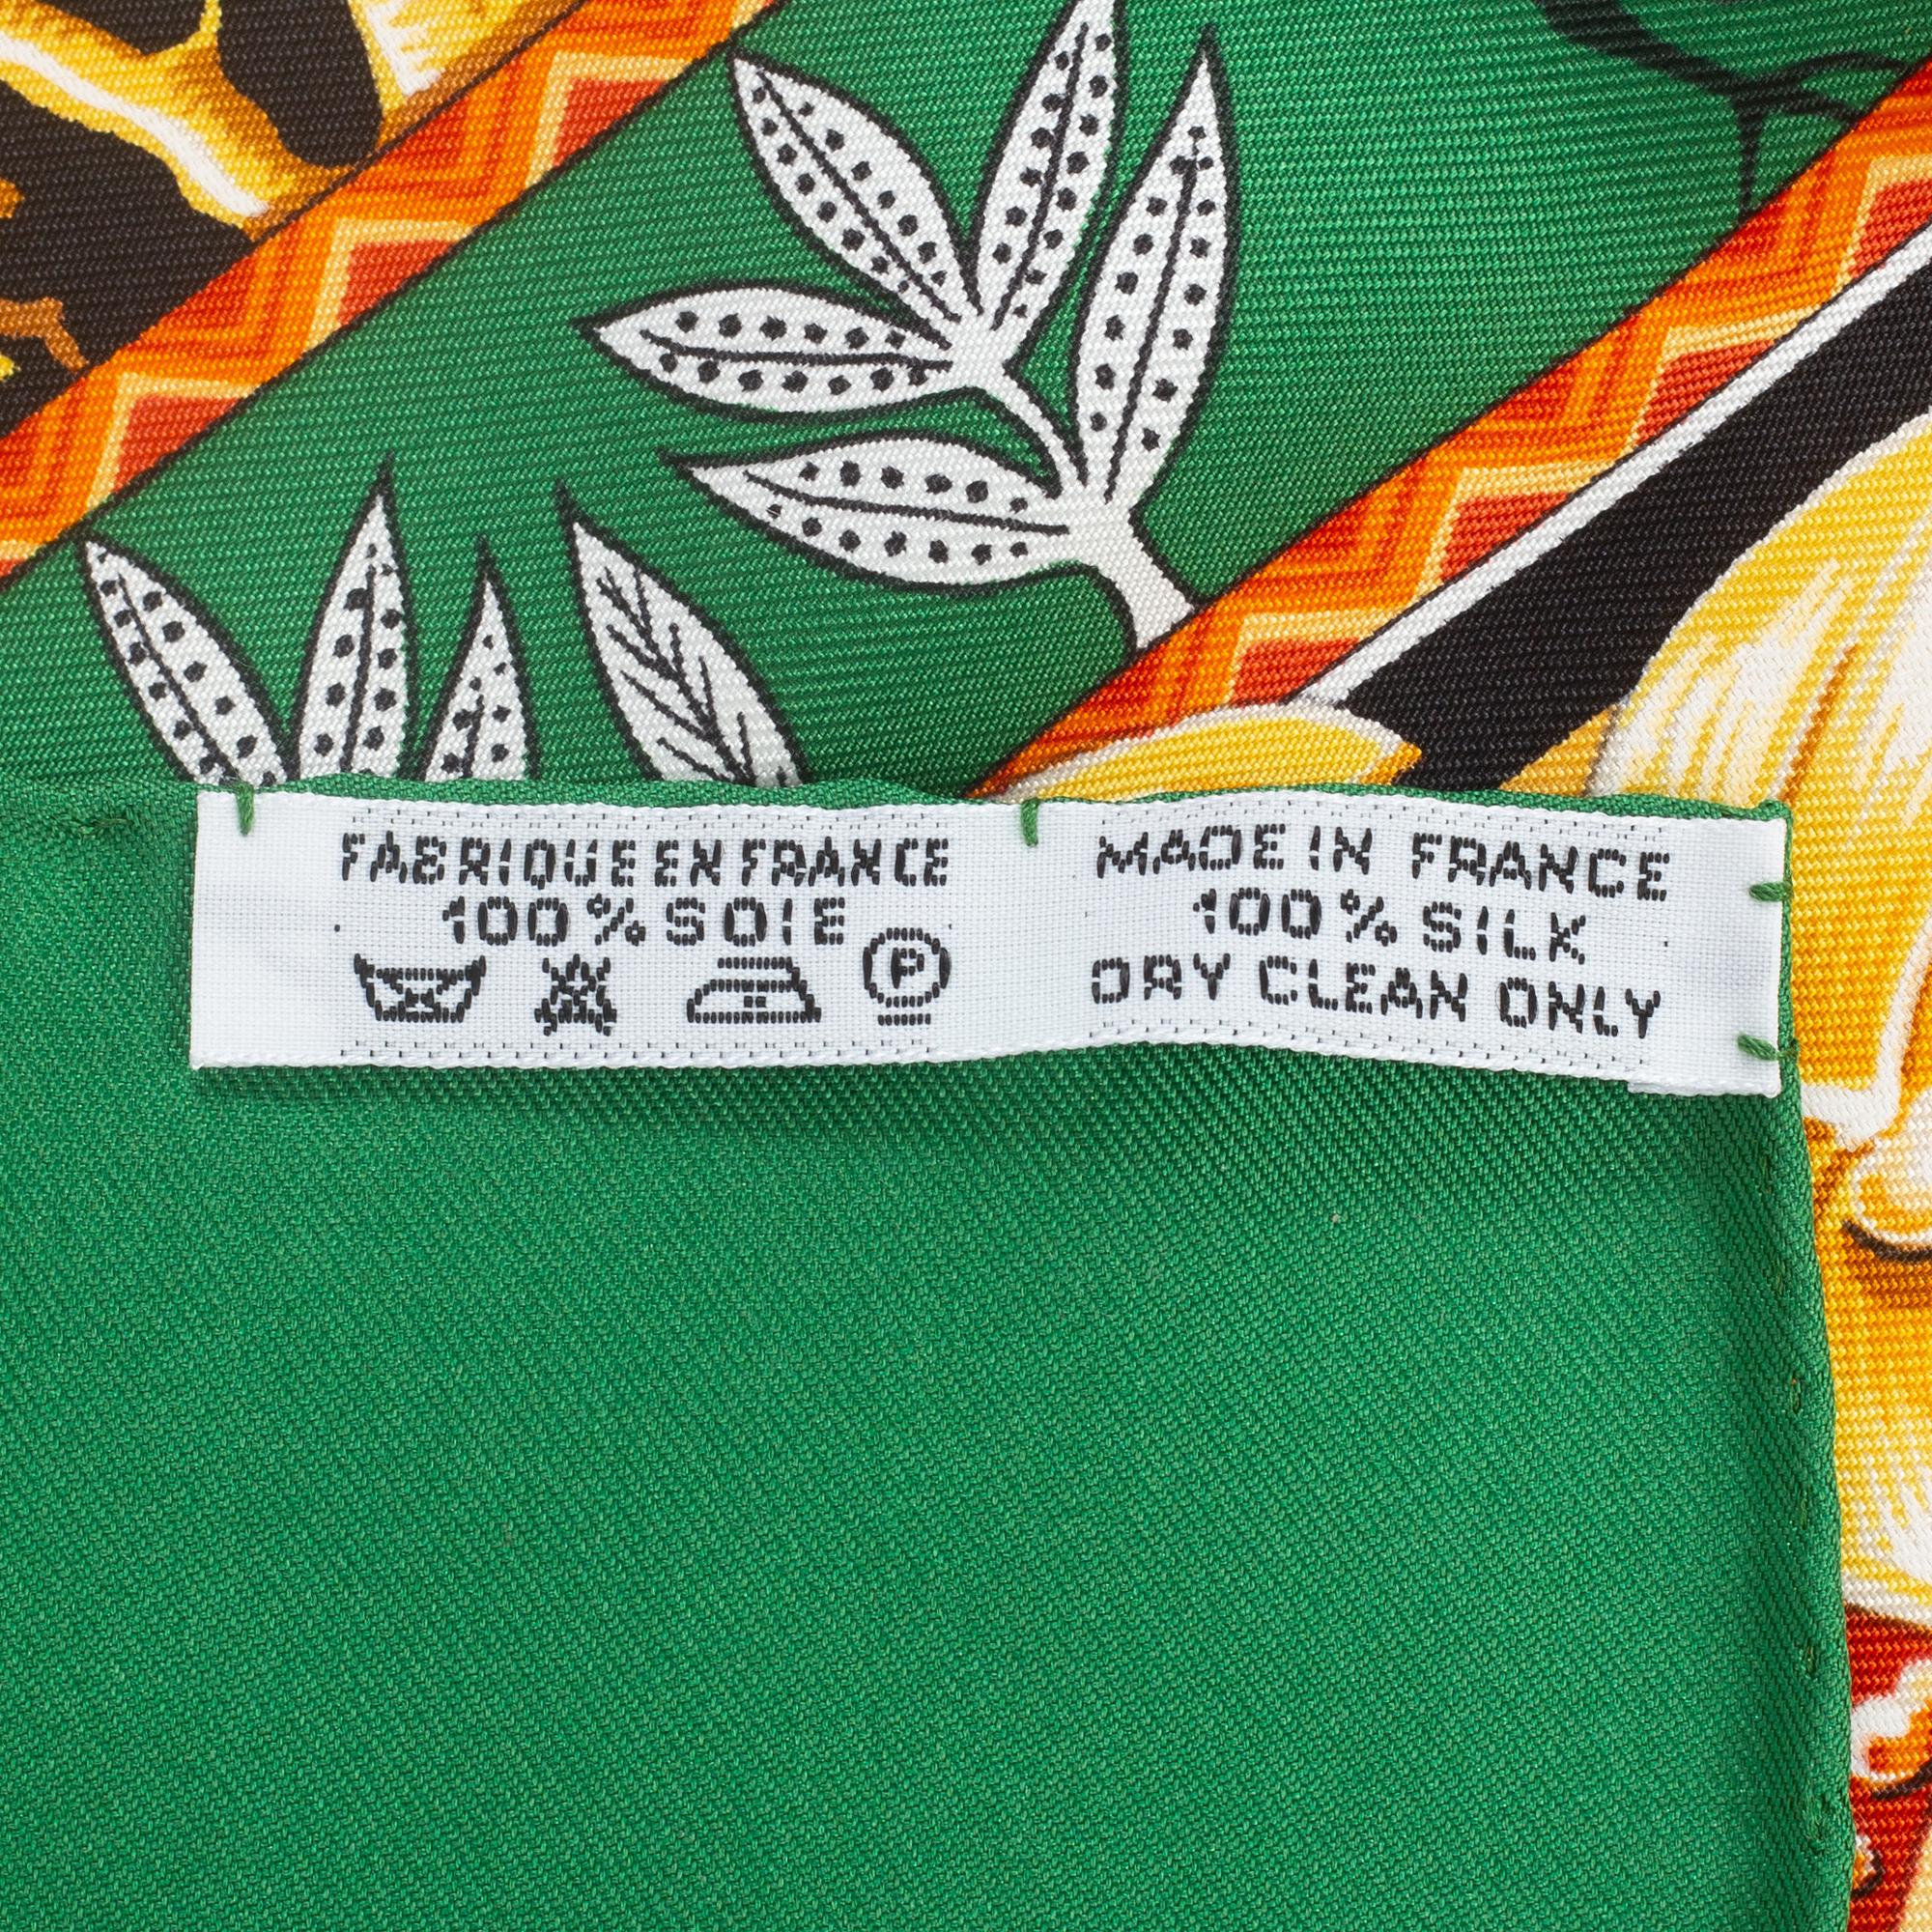 FABRIQUE EN FRANCE
100% SOIE
P
MADE IN FRANCE
100% SILK
DRY CLEAN ONLY